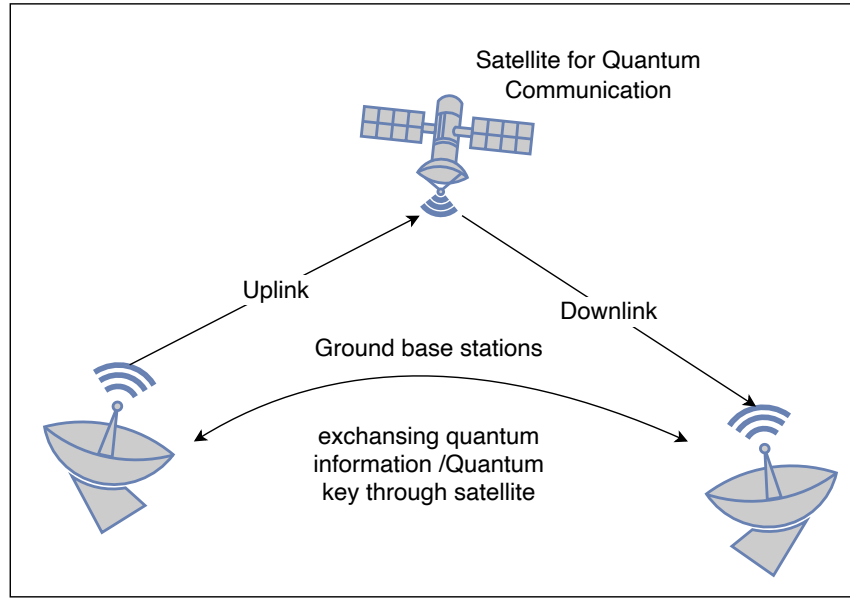 Satellite for Quantum
Communication
Uplink
Downlink
Ground base stations
exchansing quantum
information /Quantum
key through satellite